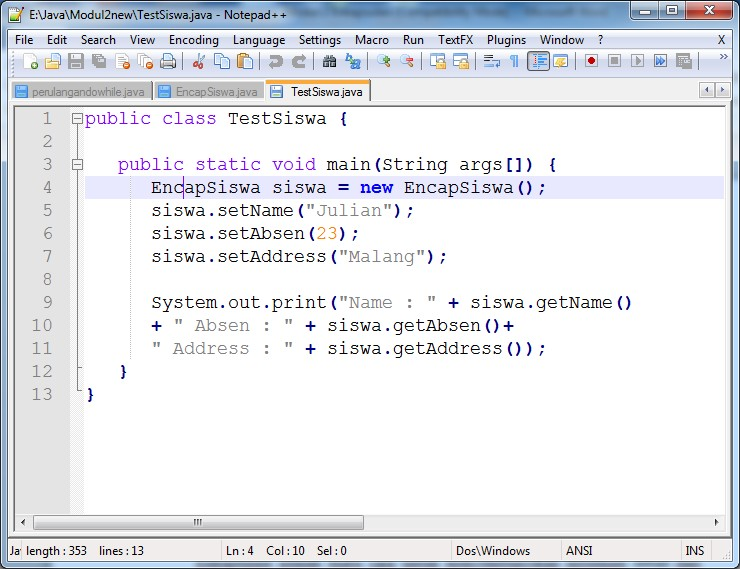 E:\Java\Modul2new\TestSiswa.java - Notepad++
File Edit Search View Encoding Language Settings Macro Run TextFX Plugins Window ? X
perulangandowhile.java EncapSiswa.java TestSiswa.java
1 public class TestSiswa {
2
3 public static void main(String args[]) {
4 EncapSiswa siswa = new EncapSiswa();
5 siswa.setName("Julian");
6 siswa.setAbsen(23);
7 siswa.setAddress("Malang");
8
9 System.out.print("Name : " + siswa.getName()
10 + " Absen : " + siswa.getAbsen()+
11 " Address : " + siswa.getAddress());
12 }
13 }
Ja length : 353 lines : 13 Ln : 4 Col : 10 Sel : 0 Dos\Windows ANSI INS